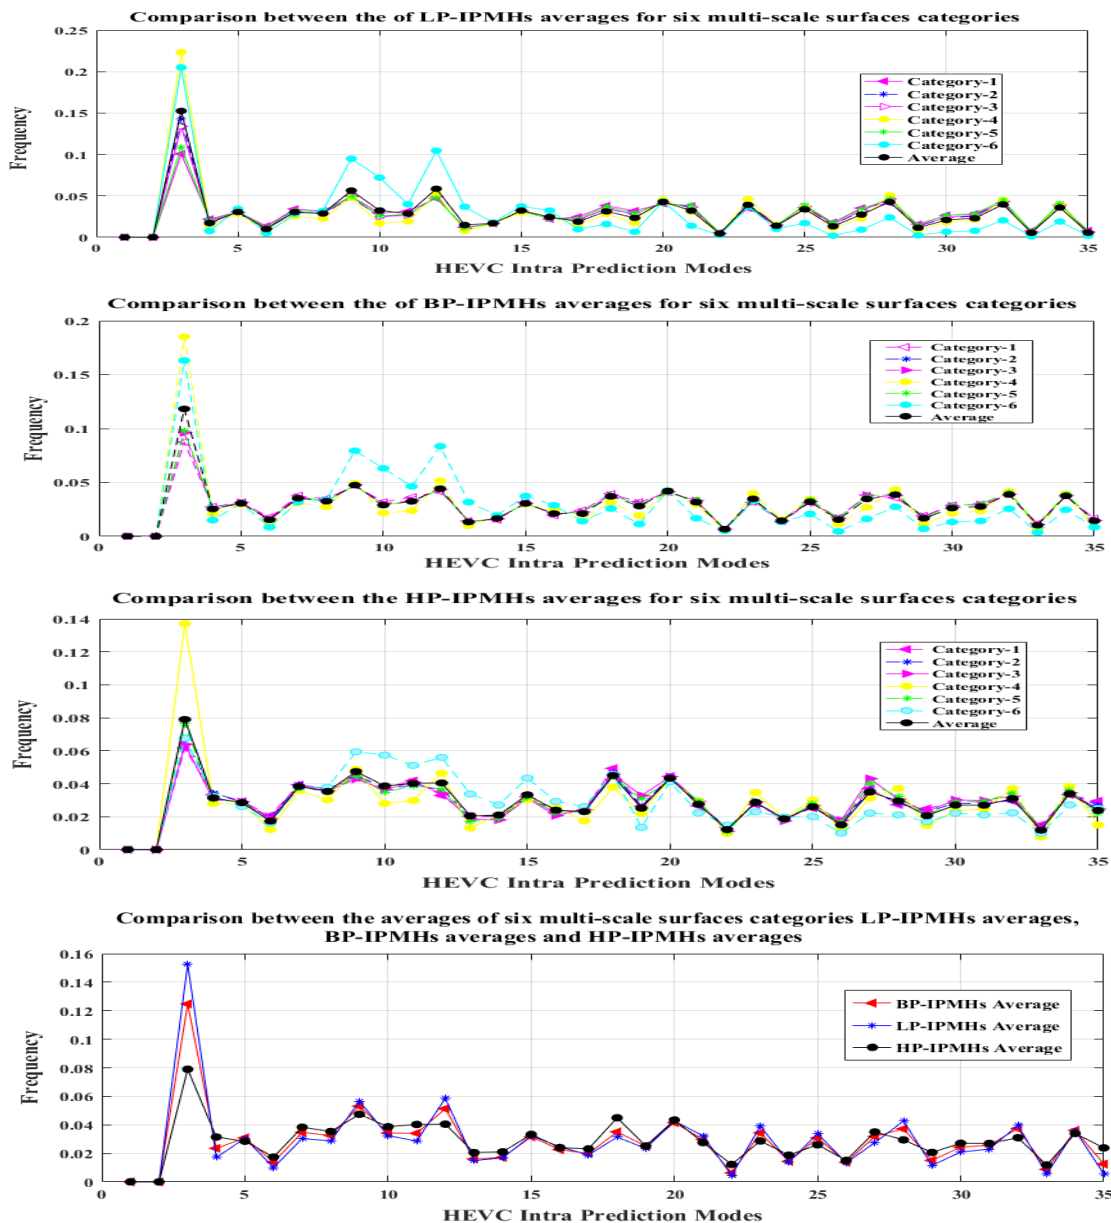 Comparison between the of LP-IPMHs averages for six multi-scale surfaces categories
0.25
0.2
0.15
0.1
0.05
0
Frequency
Category-1
Category-2
Category-3
Category-4
Category-5
Category-6
Average
0 5 10 15 20 25 30 35
HEVC Intra Prediction Modes
Comparison between the of BP-IPMHs averages for six multi-scale surfaces categories
0.2
0.15
0.1
0.05
0
Frequency
Category-1
Category-2
Category-3
Category-4
Category-5
Category-6
Average
0 5 10 15 20 25 30 35
HEVC Intra Prediction Modes
Comparison between the HP-IPMHs averages for six multi-scale surfaces categories
0.14
0.12
0.1
0.08
0.06
0.04
0.02
0
Frequency
Category-1
Category-2
Category-3
Category-4
Category-5
Category-6
Average
0 5 10 15 20 25 30 35
HEVC Intra Prediction Modes
Comparison between the averages of six multi-scale surfaces categories LP-IPMHs averages,
BP-IPMHs averages and HP-IPMHs averages
0.16
0.14
0.12
0.1
0.08
0.06
0.04
0.02
0
Frequency
BP-IPMHs Average
LP-IPMHs Average
HP-IPMHs Average
0 5 10 15 20 25 30 35
HEVC Intra Prediction Modes